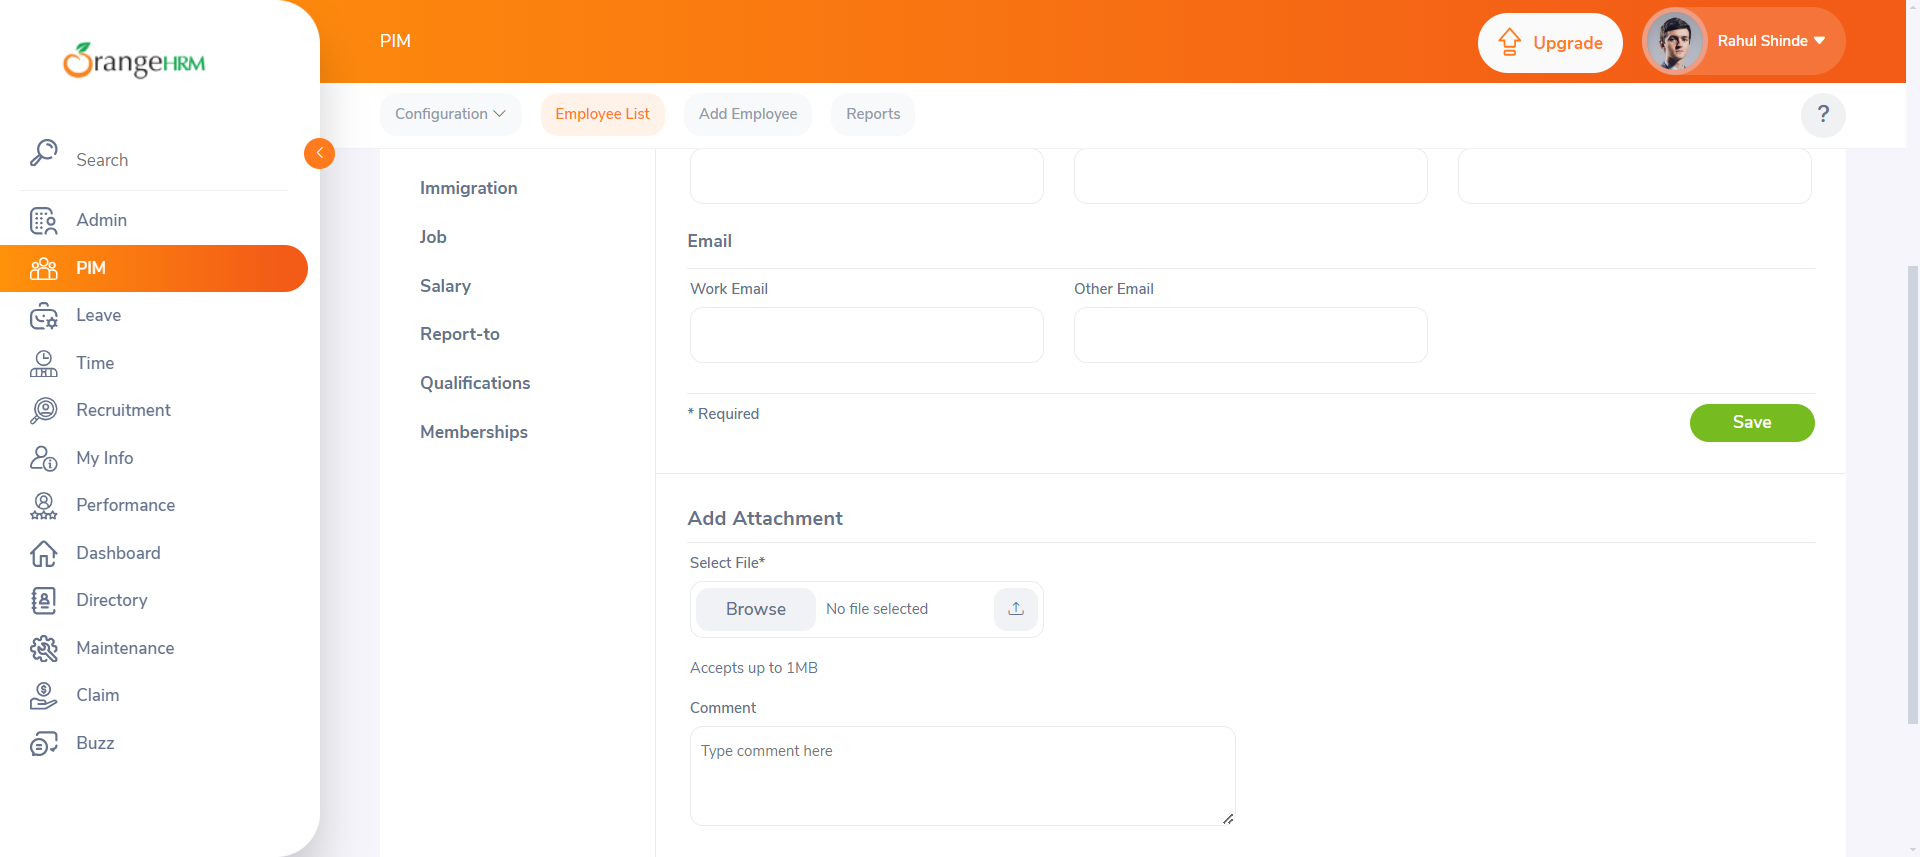 OrangeHRM
Search
Admin
PIM
Leave
Time
Recruitment
My Info
Performance
Dashboard
Directory
Maintenance
Claim
Buzz
PIM
Upgrade
Rahul Shinde
Configuration
Employee List
Add Employee
Reports
?
Immigration
Job
Salary
Report-to
Qualifications
Memberships
Email
Work Email
Other Email
* Required
Save
Add Attachment
Select File*
Browse
No file selected
Accepts up to 1MB
Comment
Type comment here